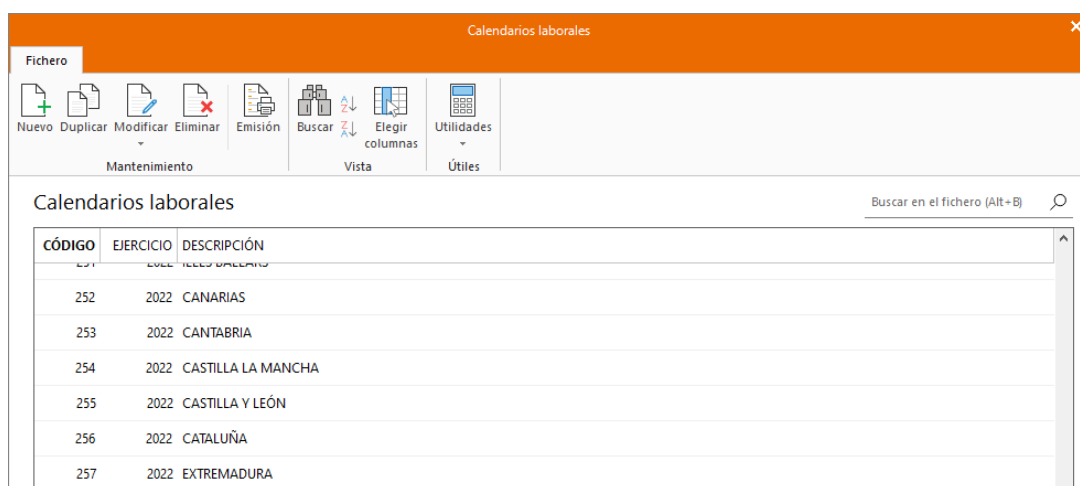 Calendarios laborales
Fichero
Nuevo Duplicar Modificar Eliminar Emisión Buscar Elegir columnas Utilidades
Mantenimiento Vista Útiles
Calendarios laborales Buscar en el fichero (Alt+B)
CÓDIGO EJERCICIO DESCRIPCIÓN
252 2022 CANARIAS
253 2022 CANTABRIA
254 2022 CASTILLA LA MANCHA
255 2022 CASTILLA Y LEÓN
256 2022 CATALUÑA
257 2022 EXTREMADURA